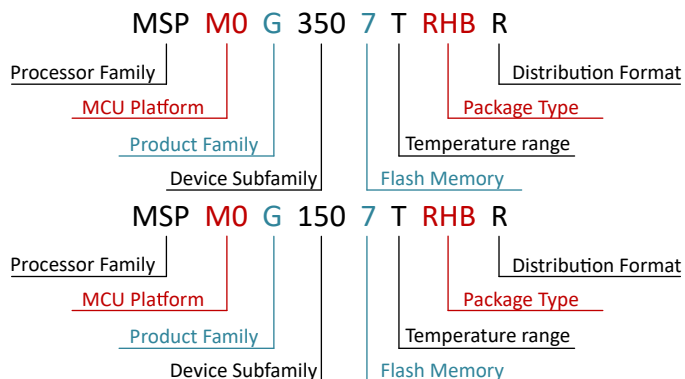 MSP M0 G 350 7 T RHB R
Processor Family Distribution Format
MCU Platform Package Type
Product Family Temperature range
Device Subfamily Flash Memory
MSP M0 G 150 7 T RHB R
Processor Family Distribution Format
MCU Platform Package Type
Product Family Temperature range
Device Subfamily Flash Memory